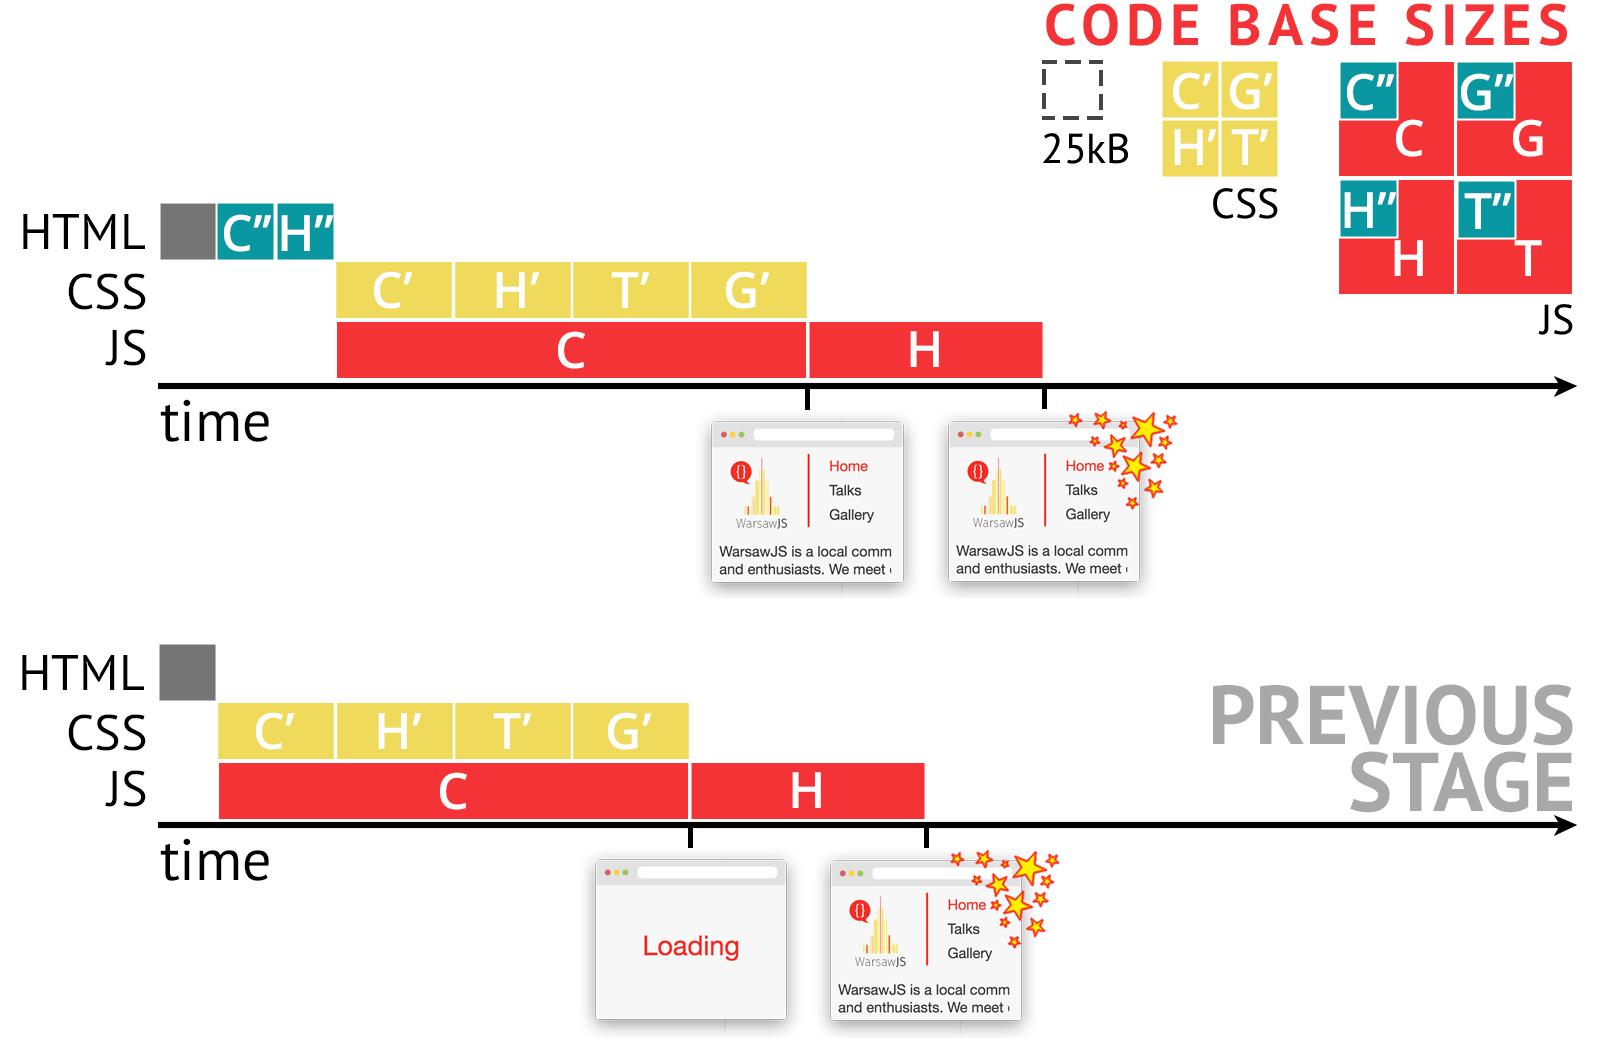 CODE BASE SIZES
25kB
C’ G’
H’ T’
CSS
C” G”
C G
H” T”
H T
JS
HTML C” H”
CSS C’ H’ T’ G’
JS C H
time
{}
WarsawJS
Home
Talks
Gallery
WarsawJS is a local comm
and enthusiasts. We meet
{}
WarsawJS
Home
Talks
Gallery
WarsawJS is a local comm
and enthusiasts. We meet
PREVIOUS
STAGE
HTML
CSS C’ H’ T’ G’
JS C H
time
Loading
{}
WarsawJS
Home
Talks
Gallery
WarsawJS is a local comm
and enthusiasts. We meet